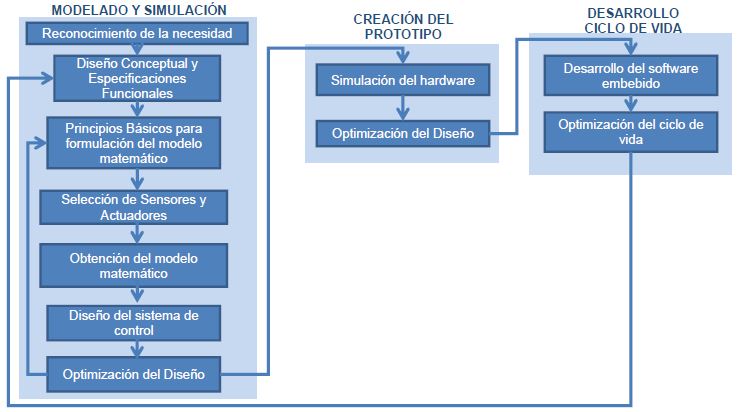 MODELADO Y SIMULACIÓN
Reconocimiento de la necesidad
Diseño Conceptual y
Especificaciones
Funcionales
Principios Básicos para
formulación del modelo
matemático
Selección de Sensores y
Actuadores
Obtención del modelo
matemático
Diseño del sistema de
control
Optimización del Diseño
CREACIÓN DEL
PROTOTIPO
Simulación del hardware
Optimización del Diseño
DESARROLLO
CICLO DE VIDA
Desarrollo del software
embebido
Optimización del ciclo de
vida